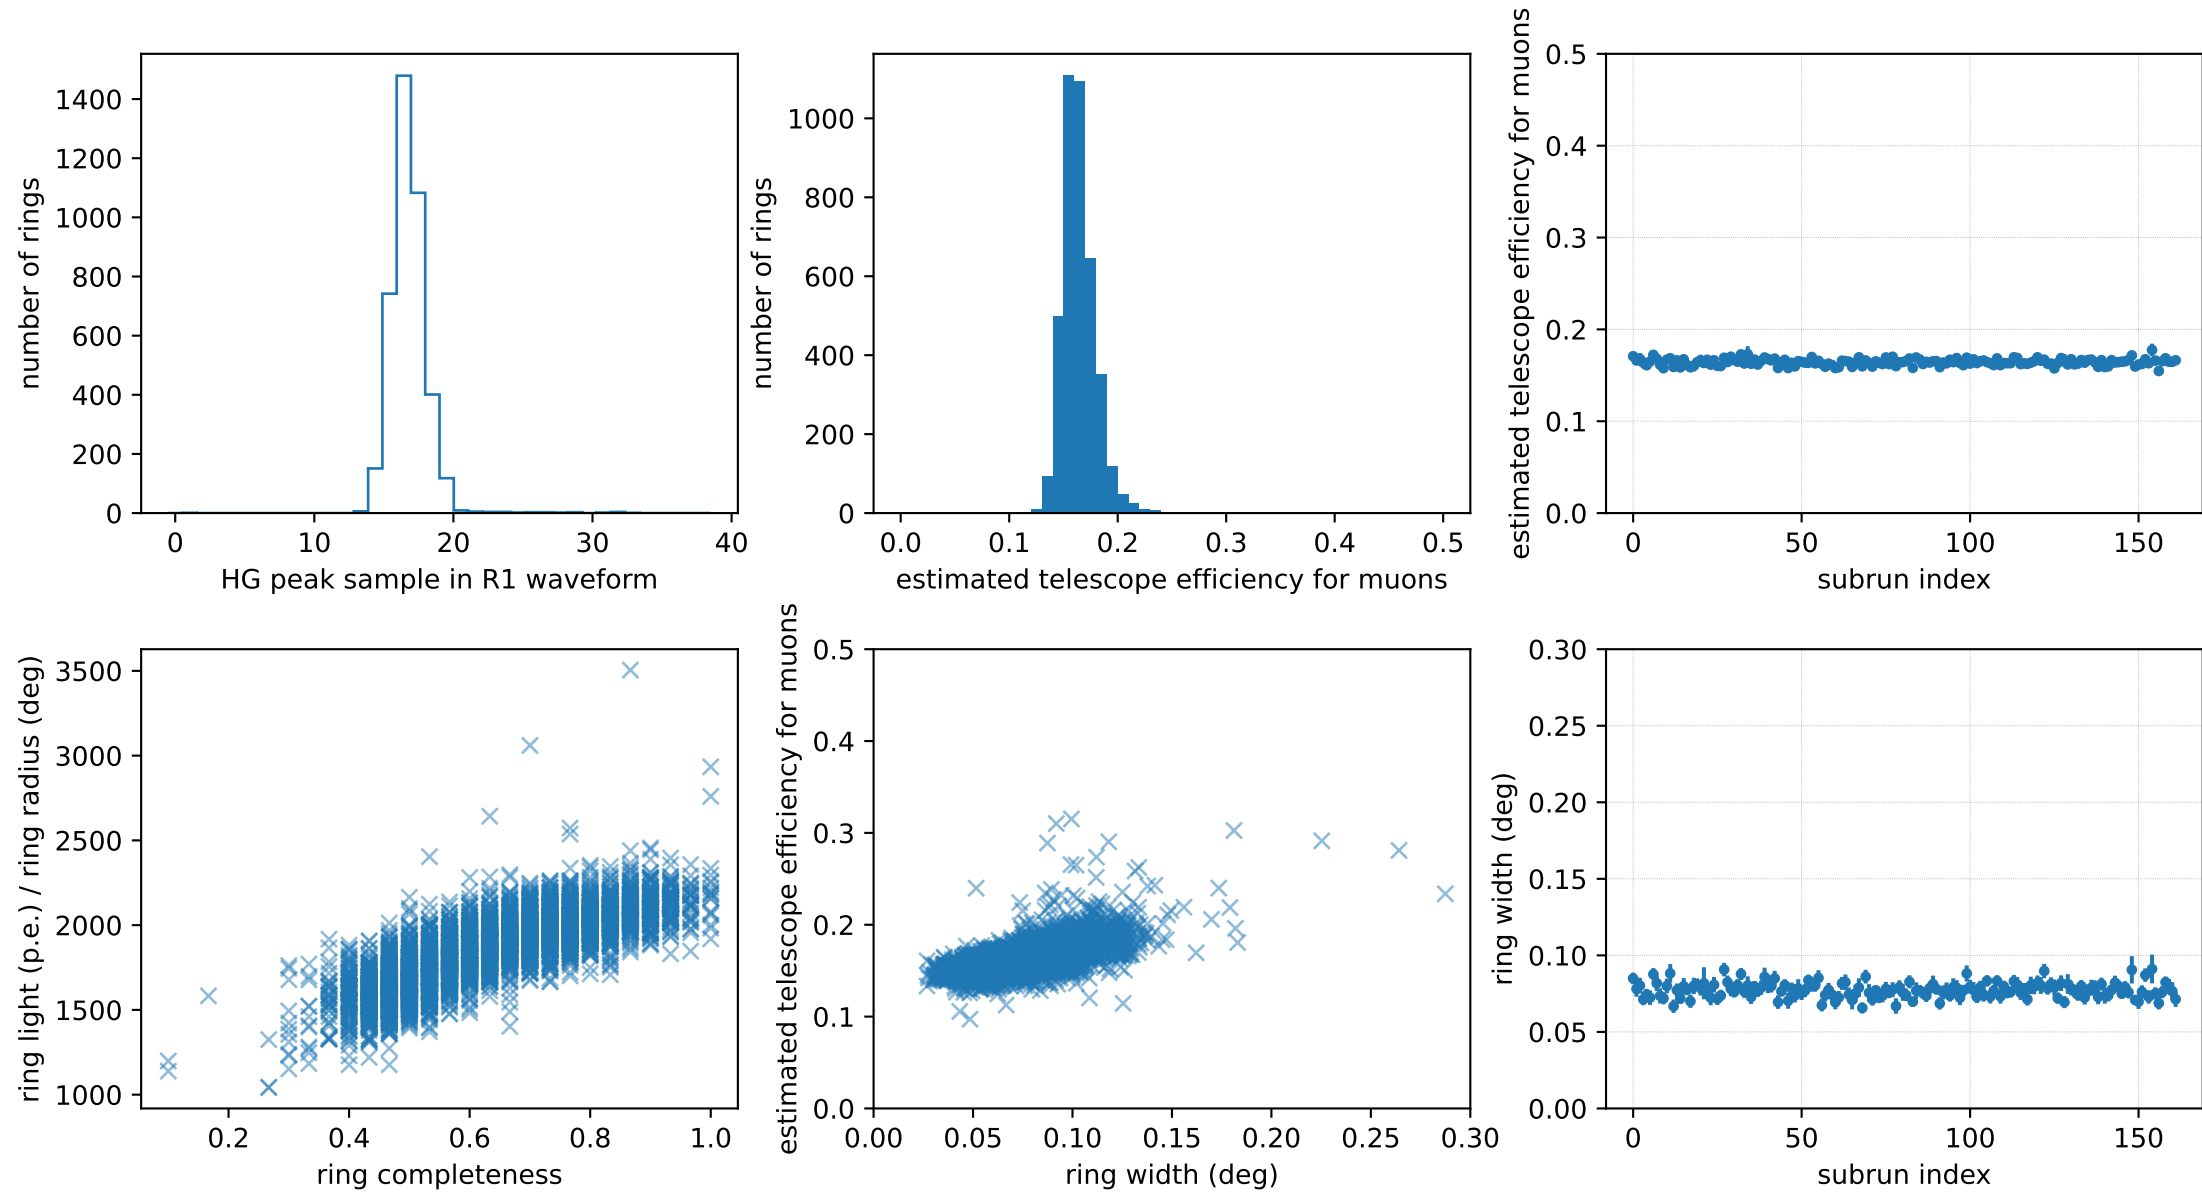 number of rings
1400
1200
1000
800
600
400
200
0
0 10 20 30 40
HG peak sample in R1 waveform
number of rings
1000
800
600
400
200
0
0.0 0.1 0.2 0.3 0.4 0.5
estimated telescope efficiency for muons
estimated telescope efficiency for muons
0.5
0.4
0.3
0.2
0.1
0.0
0 50 100 150
subrun index
ring light (p.e.) / ring radius (deg)
3500
3000
2500
2000
1500
1000
0.2 0.4 0.6 0.8 1.0
ring completeness
estimated telescope efficiency for muons
0.5
0.4
0.3
0.2
0.1
0.0
0.00 0.05 0.10 0.15 0.20 0.25 0.30
ring width (deg)
ring width (deg)
0.30
0.25
0.20
0.15
0.10
0.05
0.00
0 50 100 150
subrun index